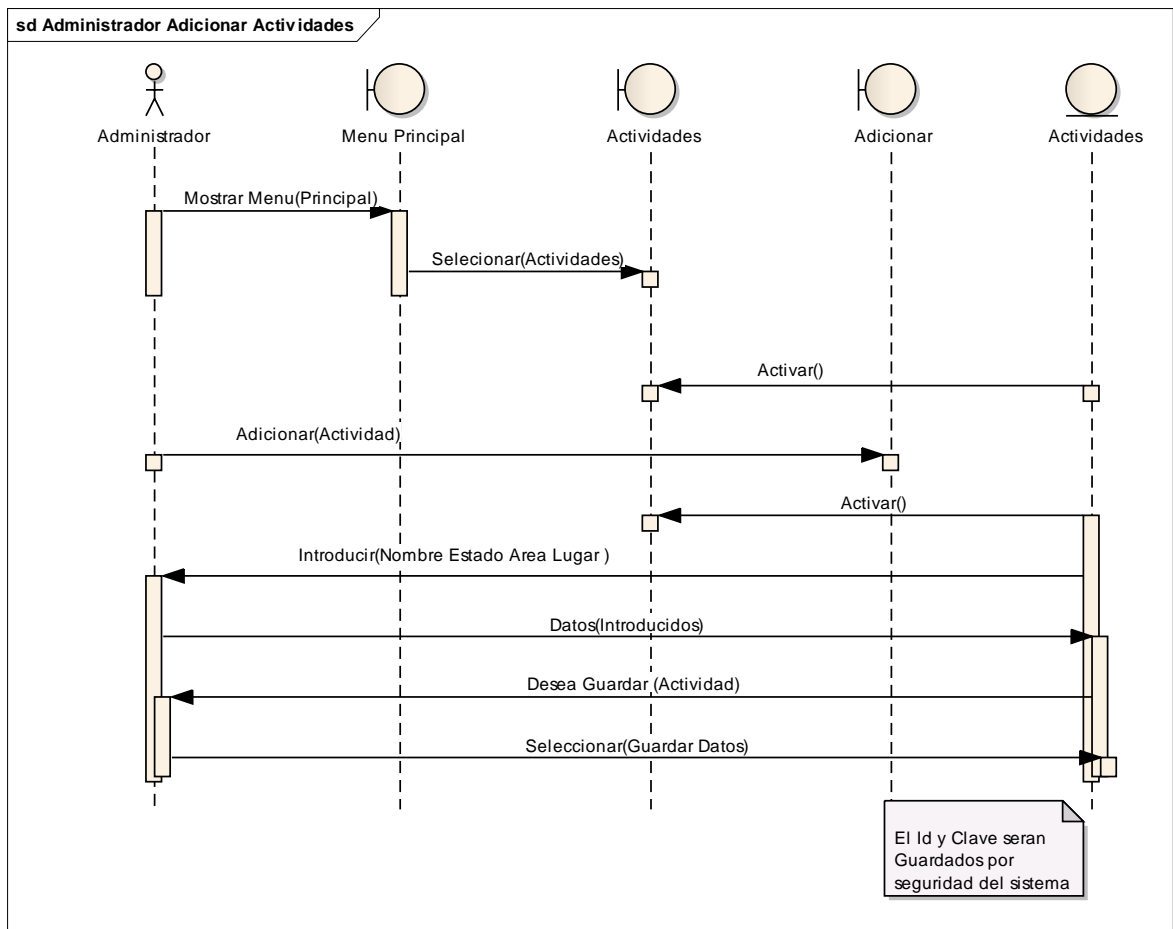 sd Administrador Adicionar Actividades
Administrador
Menu Principal
Actividades
Adicionar
Actividades
Mostrar Menu(Principal)
Selecionar(Actividades)
Activar()
Adicionar(Actividad)
Activar()
Introducir(Nombre Estado Area Lugar )
Datos(Introducidos)
Desea Guardar (Actividad)
Seleccionar(Guardar Datos)
El Id y Clave seran
Guardados por
seguridad del sistema